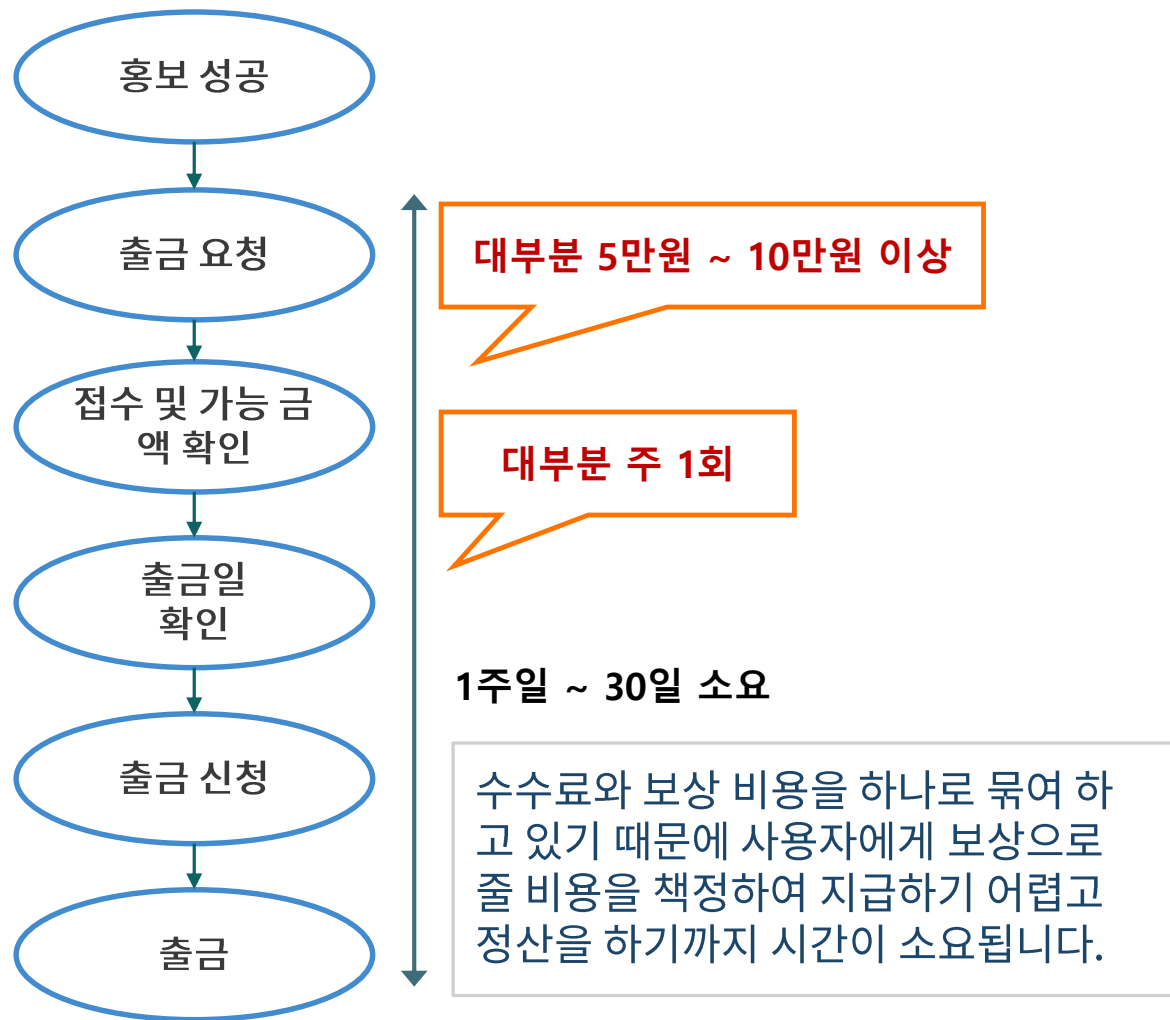 홍보 성공
출금 요청
대부분 5만원 ~ 10만원 이상
접수 및 가능 금
액 확인
대부분 주 1회
출금일
확인
1주일 ~ 30일 소요
출금 신청
수수료와 보상 비용을 하나로 묶여 하
고 있기 때문에 사용자에게 보상으로
줄 비용을 책정하여 지급하기 어렵고
정산을 하기까지 시간이 소요됩니다.
출금